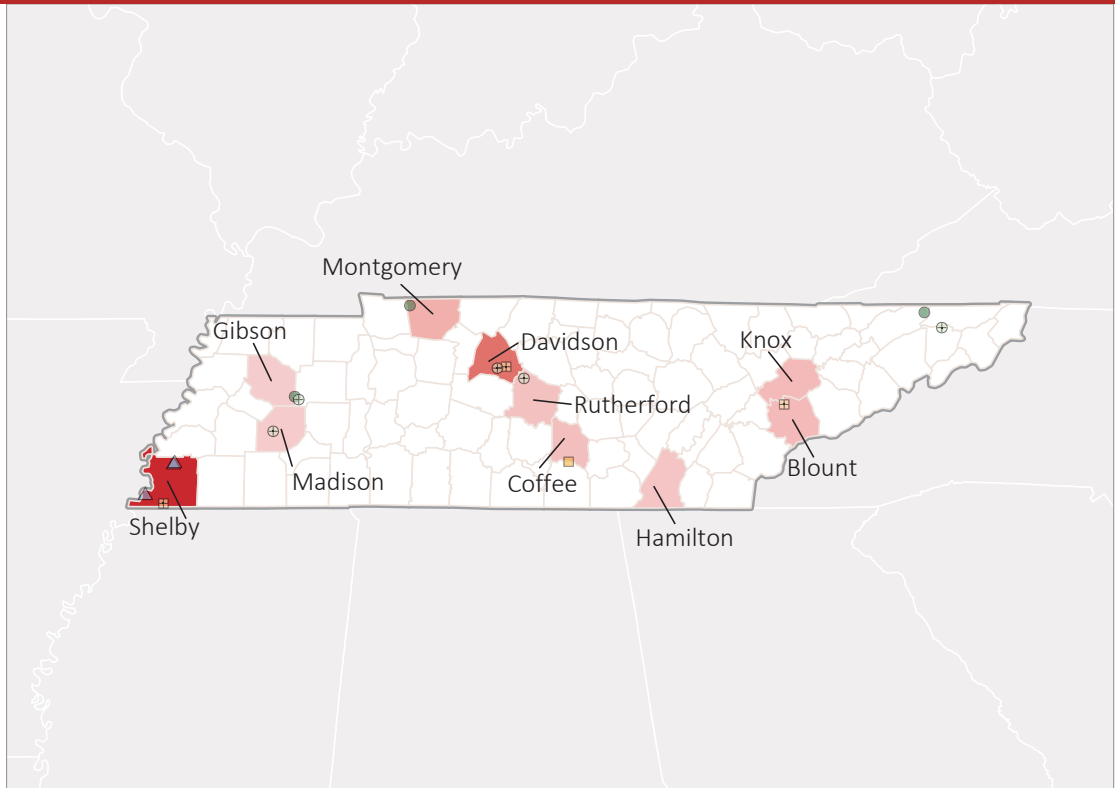 Montgomery
Gibson
Davidson
Knox
Rutherford
Blount
Madison
Coffee
Shelby
Hamilton